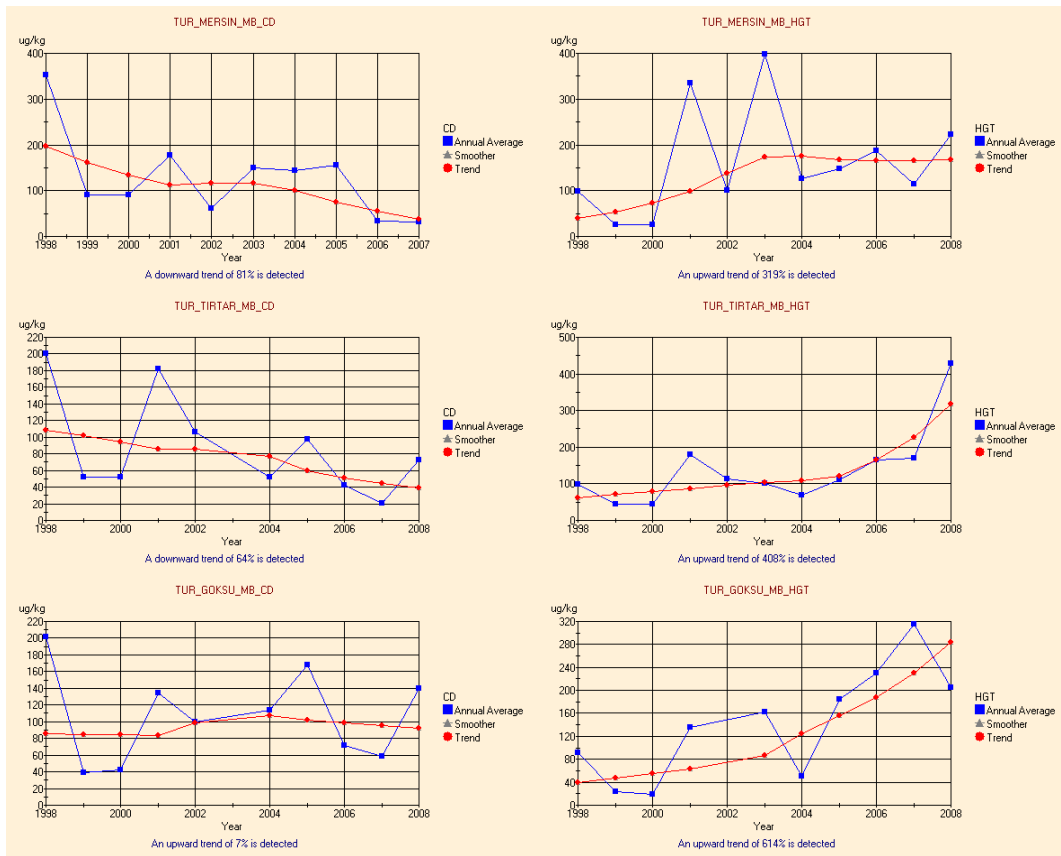 TUR_MERSIN_MB_CD
ug/kg
400
300
200
100
0
1998 1999 2000 2001 2002 2003 2004 2005 2006 2007
Year
CD
Annual Average
Smoother
Trend
A downward trend of 81% is detected
TUR_MERSIN_MB_HGT
ug/kg
400
300
200
100
0
1998 2000 2002 2004 2006 2008
Year
HGT
Annual Average
Smoother
Trend
An upward trend of 319% is detected
TUR_TIRTAR_MB_CD
ug/kg
220
200
180
160
140
120
100
80
60
40
20
0
1998 2000 2002 2004 2006 2008
Year
CD
Annual Average
Smoother
Trend
A downward trend of 64% is detected
TUR_TIRTAR_MB_HGT
ug/kg
500
400
300
200
100
0
1998 2000 2002 2004 2006 2008
Year
HGT
Annual Average
Smoother
Trend
An upward trend of 408% is detected
TUR_GOKSU_MB_CD
ug/kg
220
200
180
160
140
120
100
80
60
40
20
0
1998 2000 2002 2004 2006 2008
Year
CD
Annual Average
Smoother
Trend
An upward trend of 7% is detected
TUR_GOKSU_MB_HGT
ug/kg
320
280
240
200
160
120
80
40
0
1998 2000 2002 2004 2006 2008
Year
HGT
Annual Average
Smoother
Trend
An upward trend of 614% is detected